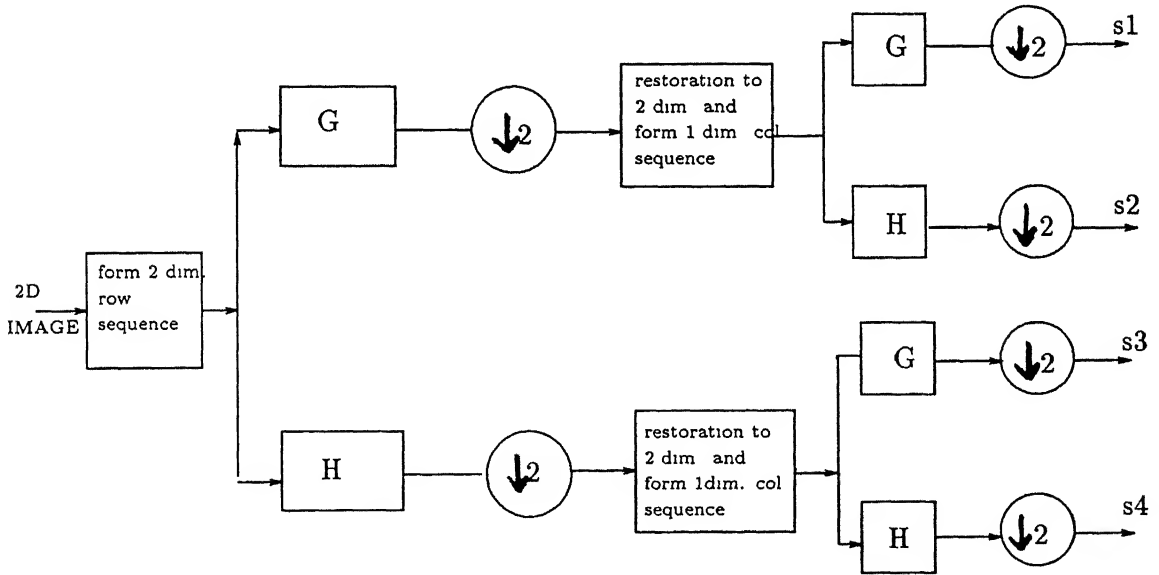 2D
IMAGE
form 2 dim.
row
sequence
G
↓2
restoration to
2 dim and
form 1 dim col
sequence
G
↓2
s1
H
↓2
s2
H
↓2
restoration to
2 dim and
form 1dim. col
sequence
G
↓2
s3
H
↓2
s4